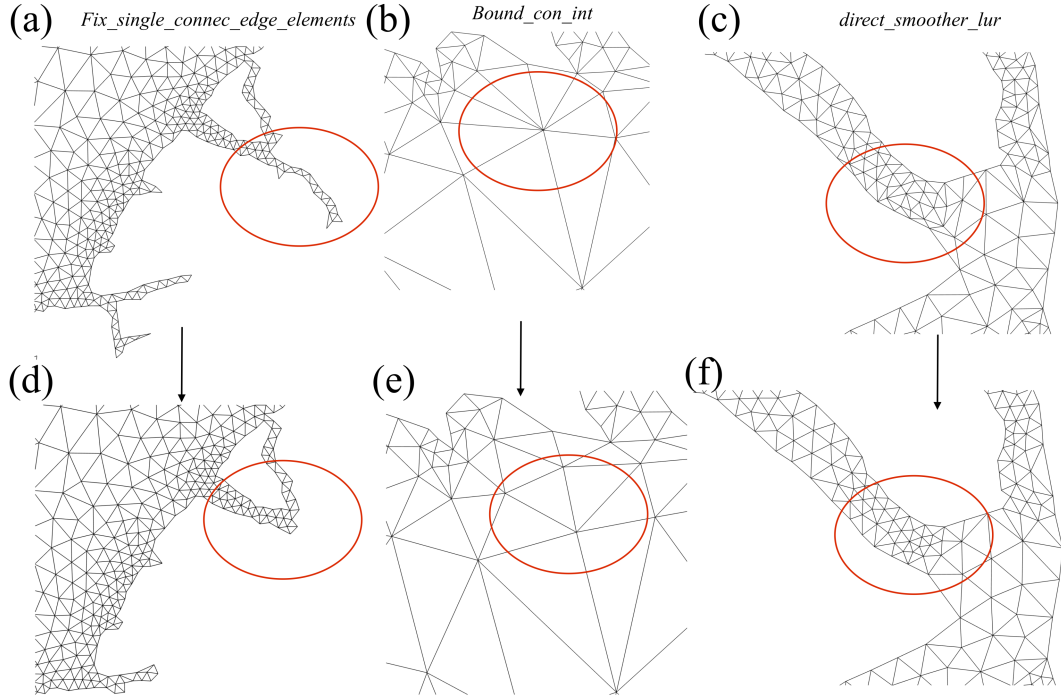 (a) Fix_single_connec_edge_elements
(b) Bound_con_int
(c) direct_smoother_lur
(d)
(e)
(f)